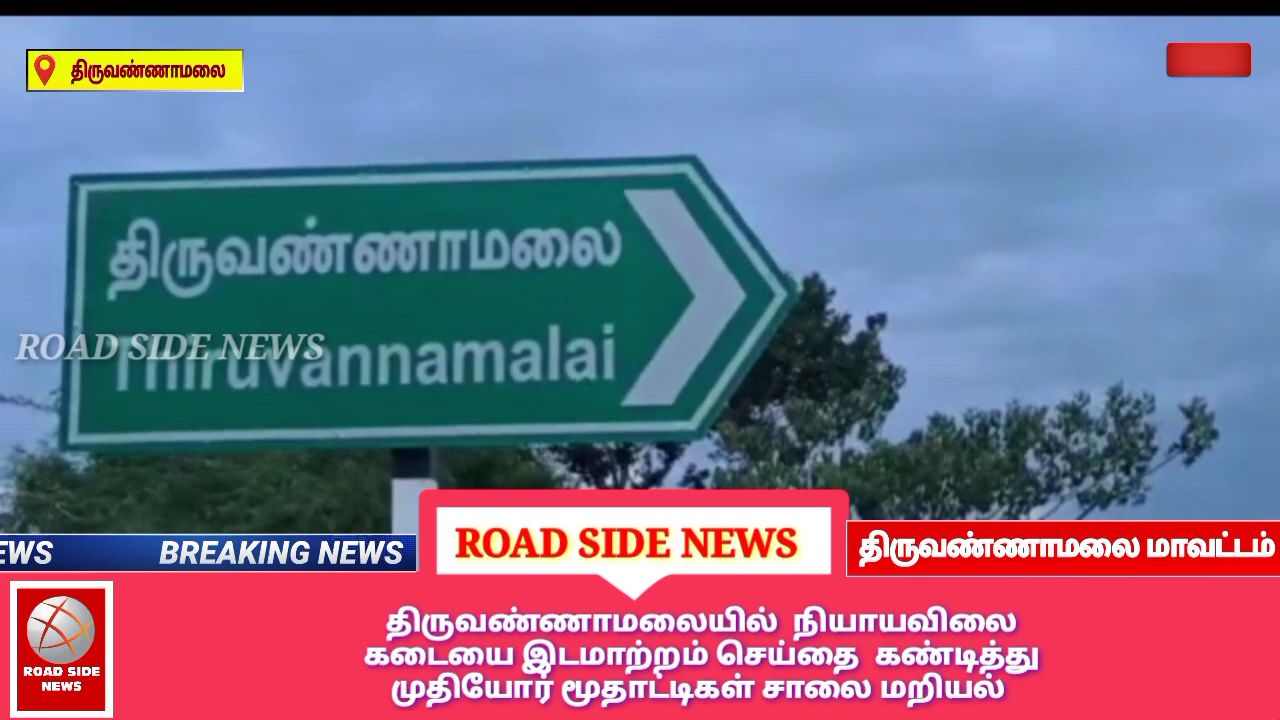 திருவண்ணாமலை
திருவண்ணாமலை
Thiruvannamalai
ROAD SIDE NEWS
EWS
BREAKING NEWS
ROAD SIDE NEWS
திருவண்ணாமலை மாவட்டம்
ROAD SIDE
NEWS
திருவண்ணாமலையில் நியாயவிலை
கடையை இடமாற்றம் செய்தை கண்டித்து
முதியோர் மூதாட்டிகள் சாலை மறியல்